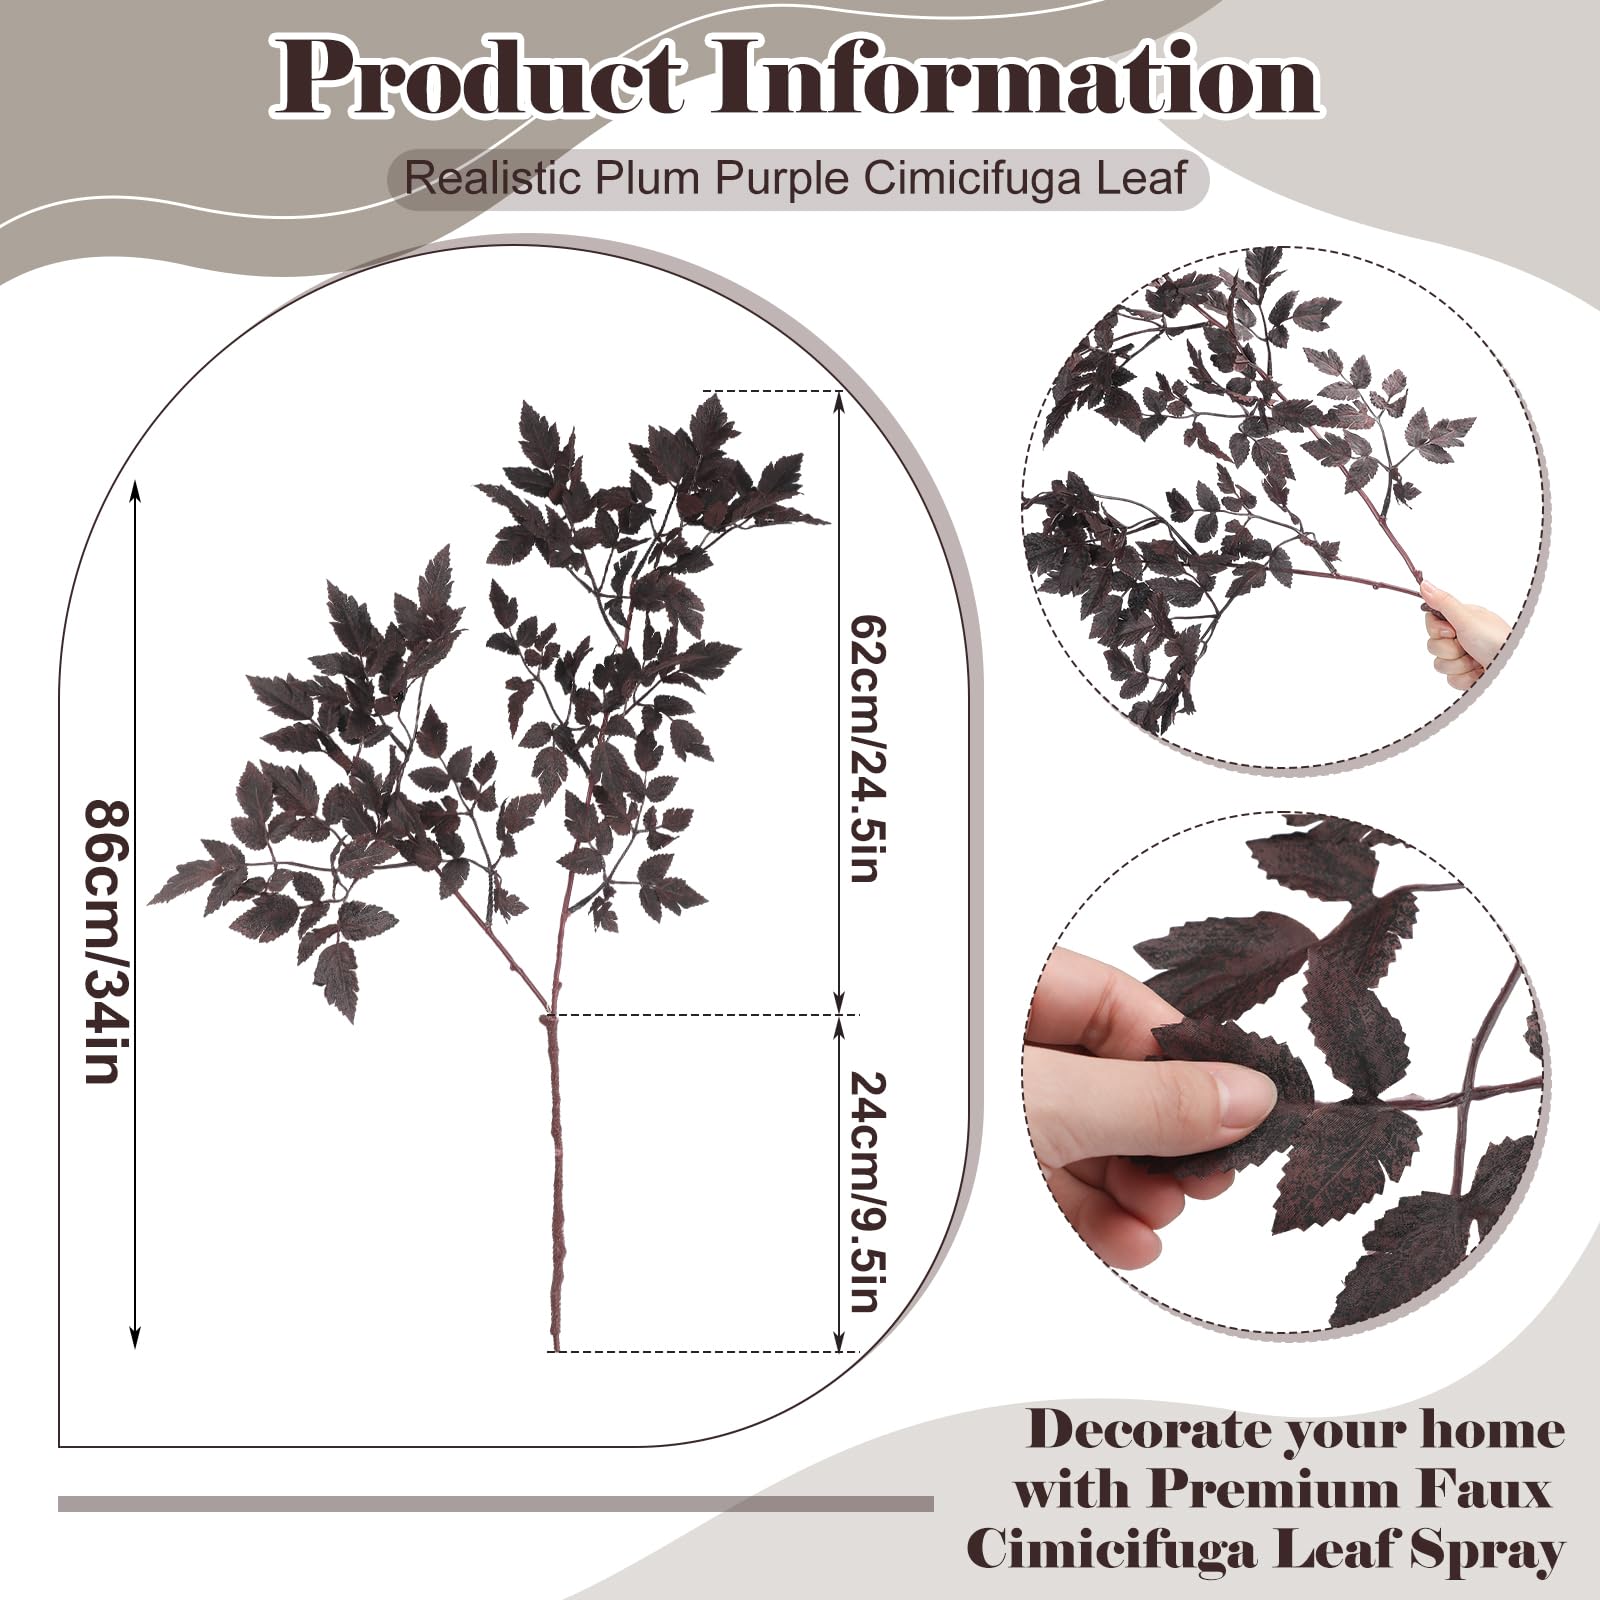 Product Information
Realistic Plum Purple Cimicifuga Leaf
86cm/34in
62cm/24.5in
24cm/9.5in
Decorate your home
with Premium Faux
Cimicifuga Leaf Spray